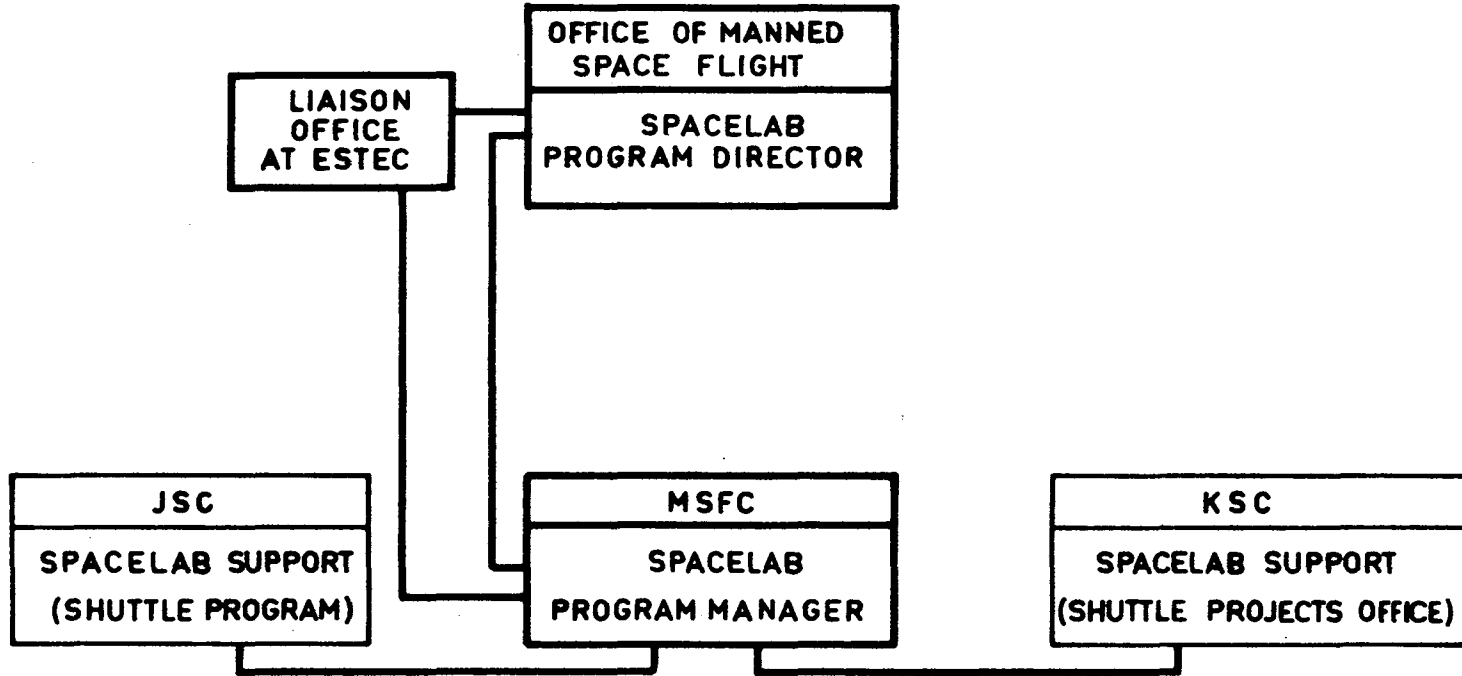 OFFICE OF MANNED
SPACE FLIGHT
SPACELAB
PROGRAM DIRECTOR
LIAISON
OFFICE
AT ESTEC
JSC
SPACELAB SUPPORT
(SHUTTLE PROGRAM)
MSFC
SPACELAB
PROGRAM MANAGER
KSC
SPACELAB SUPPORT
(SHUTTLE PROJECTS OFFICE)